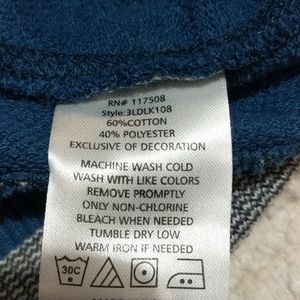 RN# 117508
Style:3LDLK108
60%COTTON
40% POLYESTER
EXCLUSIVE OF DECORATION
MACHINE WASH COLD
WASH WITH LIKE COLORS
REMOVE PROMPTLY
ONLY NON-CHLORINE
BLEACH WHEN NEEDED
TUMBLE DRY LOW
WARM IRON IF NEEDED
30C